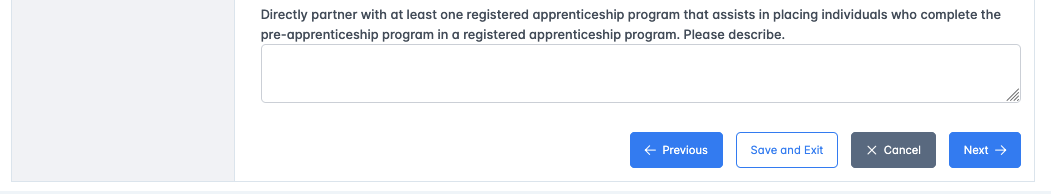 Directly partner with at least one registered apprenticeship program that assists in placing individuals who complete the
pre-apprenticeship program in a registered apprenticeship program. Please describe.
Previous
Save and Exit
Cancel
Next